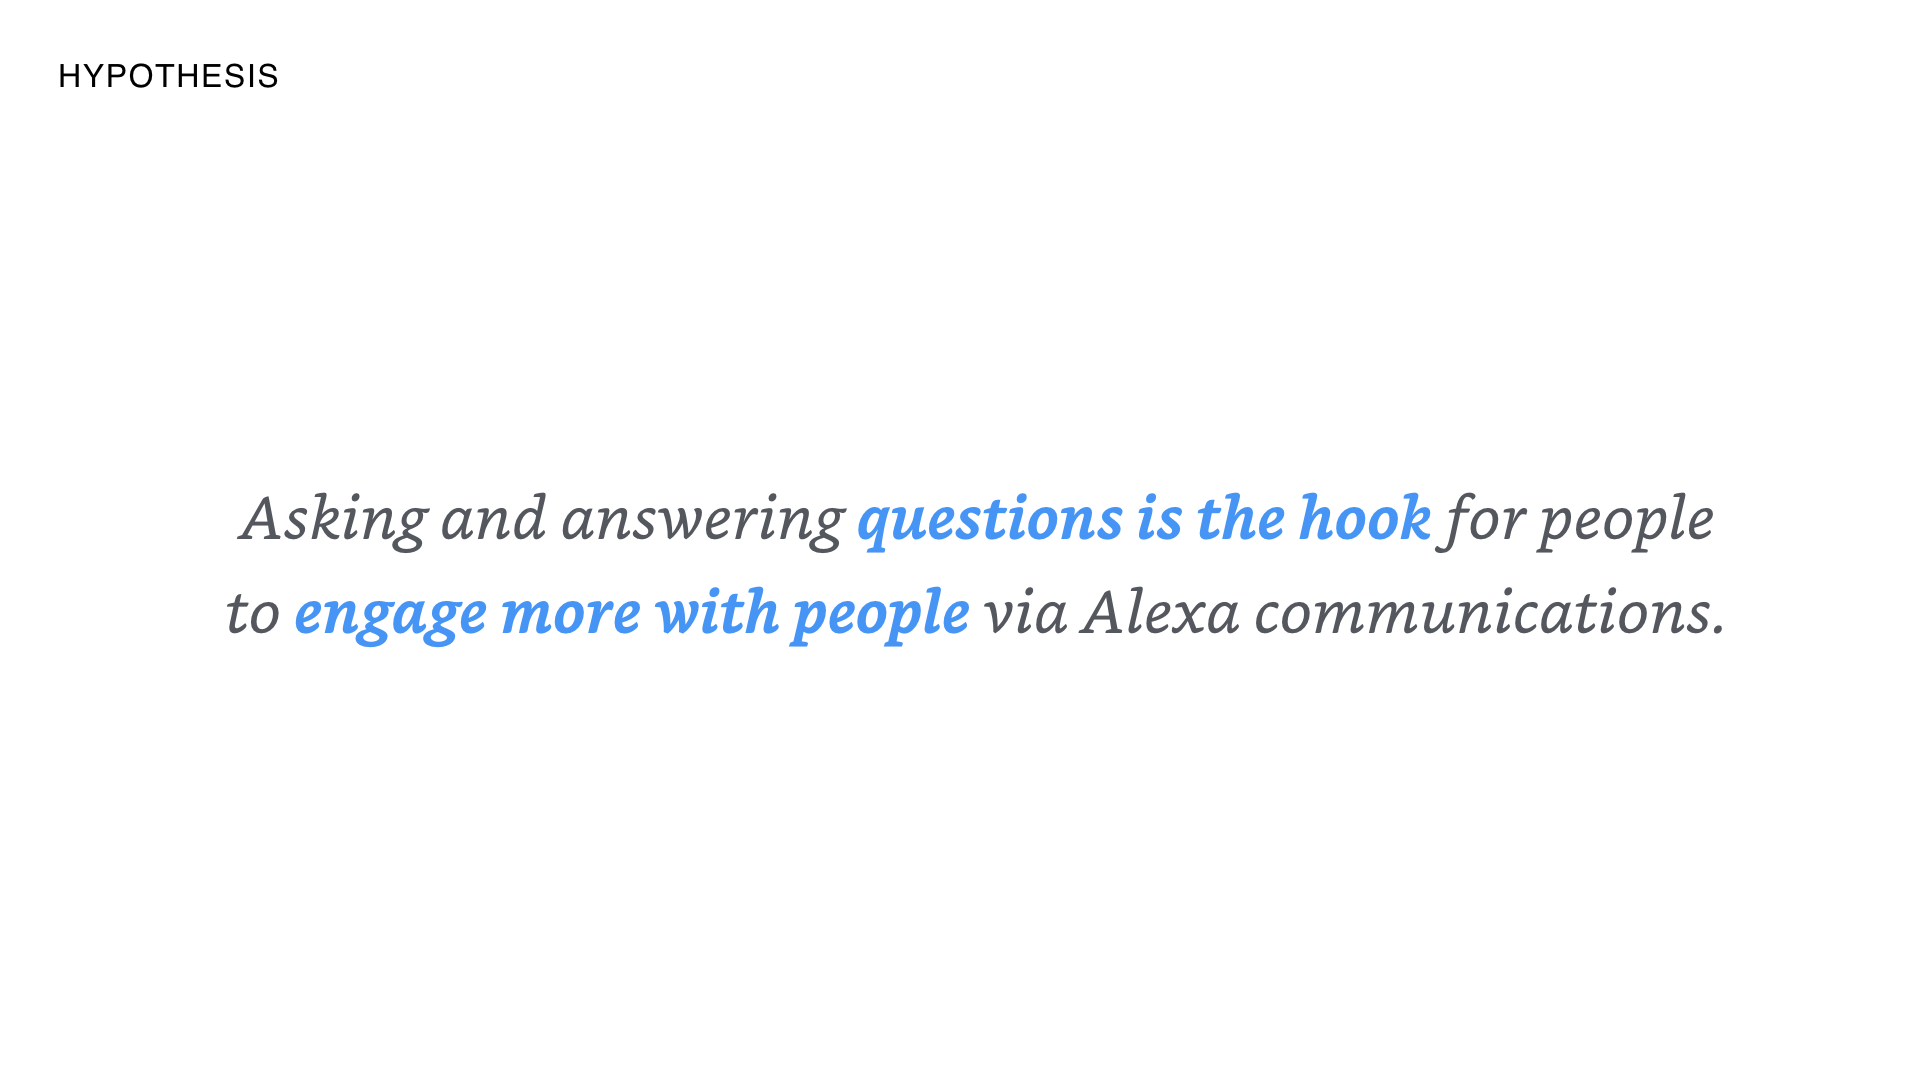 HYPOTHESIS
Asking and answering questions is the hook for people
to engage more with people via Alexa communications.